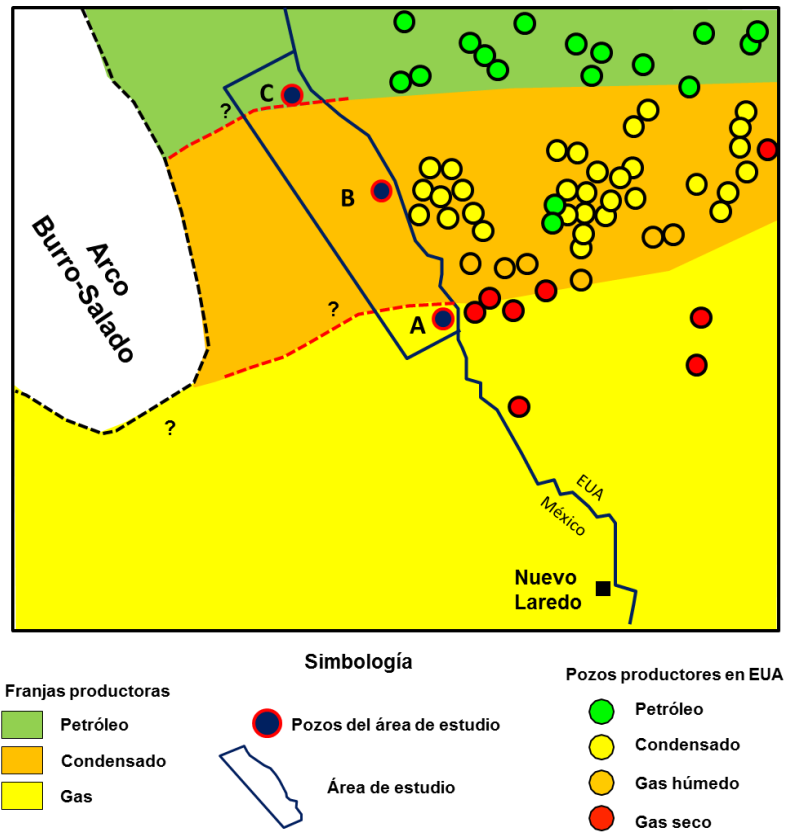 C
?
B
Arco
Burro-Salado
?
A
?
EUA
México
Nuevo
Laredo
Simbología
Franjas productoras
Petróleo
Condensado
Gas
Pozos del área de estudio
Área de estudio
Pozos productores en EUA
Petróleo
Condensado
Gas húmedo
Gas seco